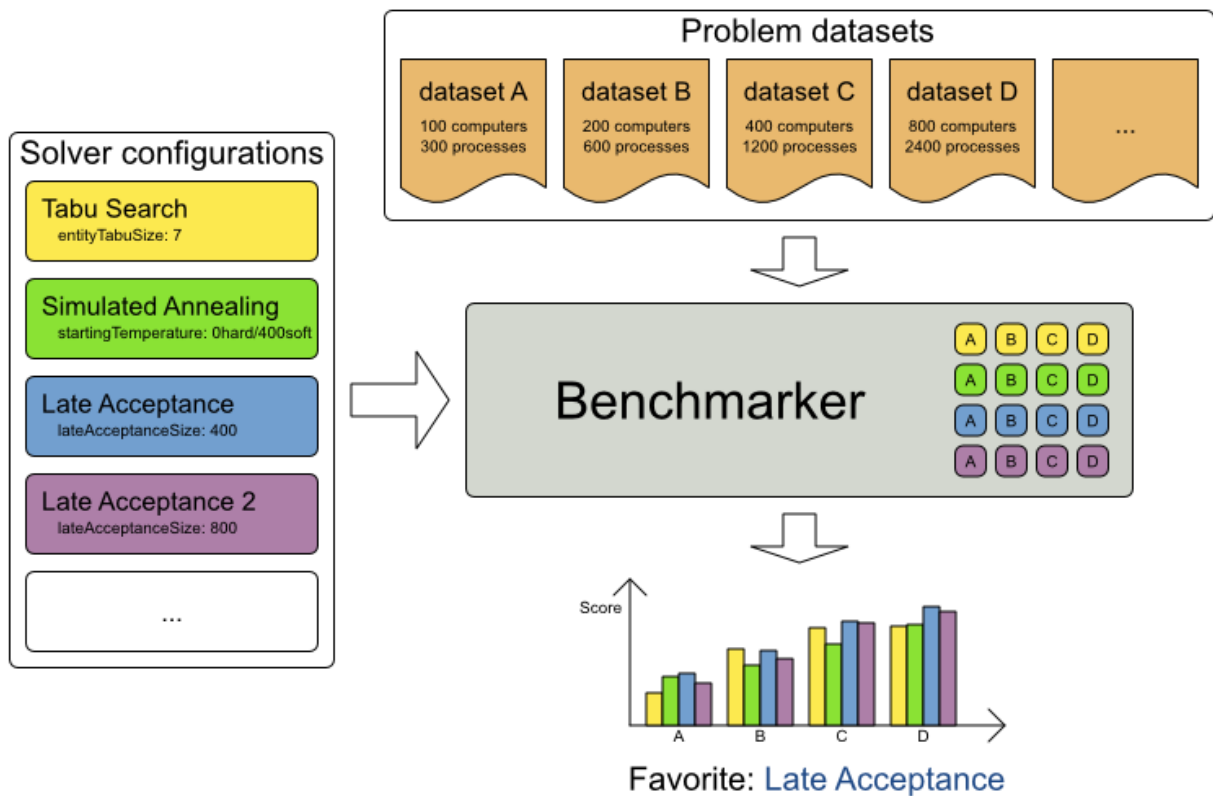 Problem datasets
dataset A
100 computers
300 processes
dataset B
200 computers
600 processes
dataset C
400 computers
1200 processes
dataset D
800 computers
2400 processes
...
Solver configurations
Tabu Search
entityTabuSize: 7
Simulated Annealing
startingTemperature: 0hard/400soft
Late Acceptance
lateAcceptanceSize: 400
Late Acceptance 2
lateAcceptanceSize: 800
...
Benchmarker
A B C D
A B C D
A B C D
A B C D
Score
A B C D
Favorite: Late Acceptance